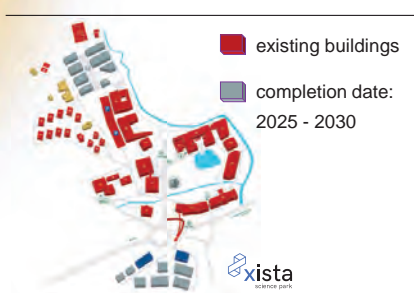 existing buildings
completion date:
2025 - 2030
xista
science park